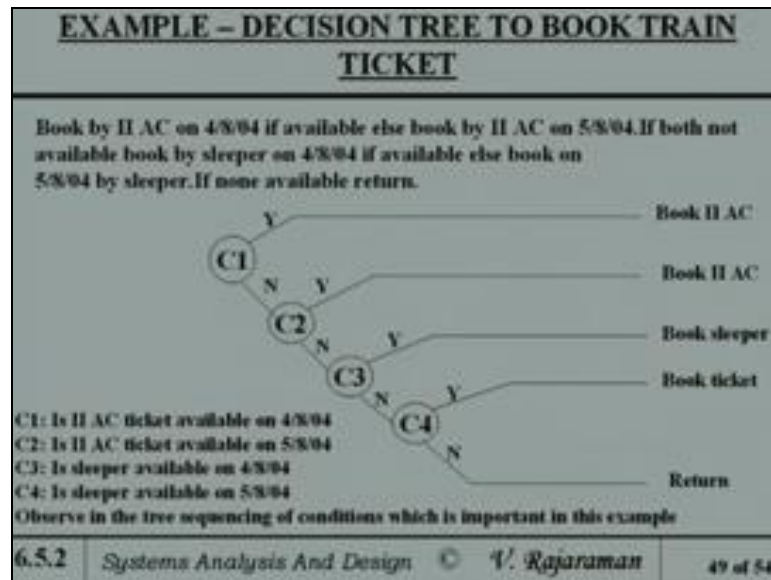 EXAMPLE – DECISION TREE TO BOOK TRAIN
TICKET
Book by II AC on 4/8/04 if available else book by II AC on 5/8/04.If both not
available book by sleeper on 4/8/04 if available else book on
5/8/04 by sleeper.If none available return.
Y
Book II AC
C1
N
Y
Book II AC
C2
N
Y
Book sleeper
C3
N
Y
Book ticket
C4
N
Return
C1: Is II AC ticket available on 4/8/04
C2: Is II AC ticket available on 5/8/04
C3: Is sleeper available on 4/8/04
C4: Is sleeper available on 5/8/04
Observe in the tree sequencing of conditions which is important in this example
6.5.2 Systems Analysis And Design © V. Rajaraman 49 of 54